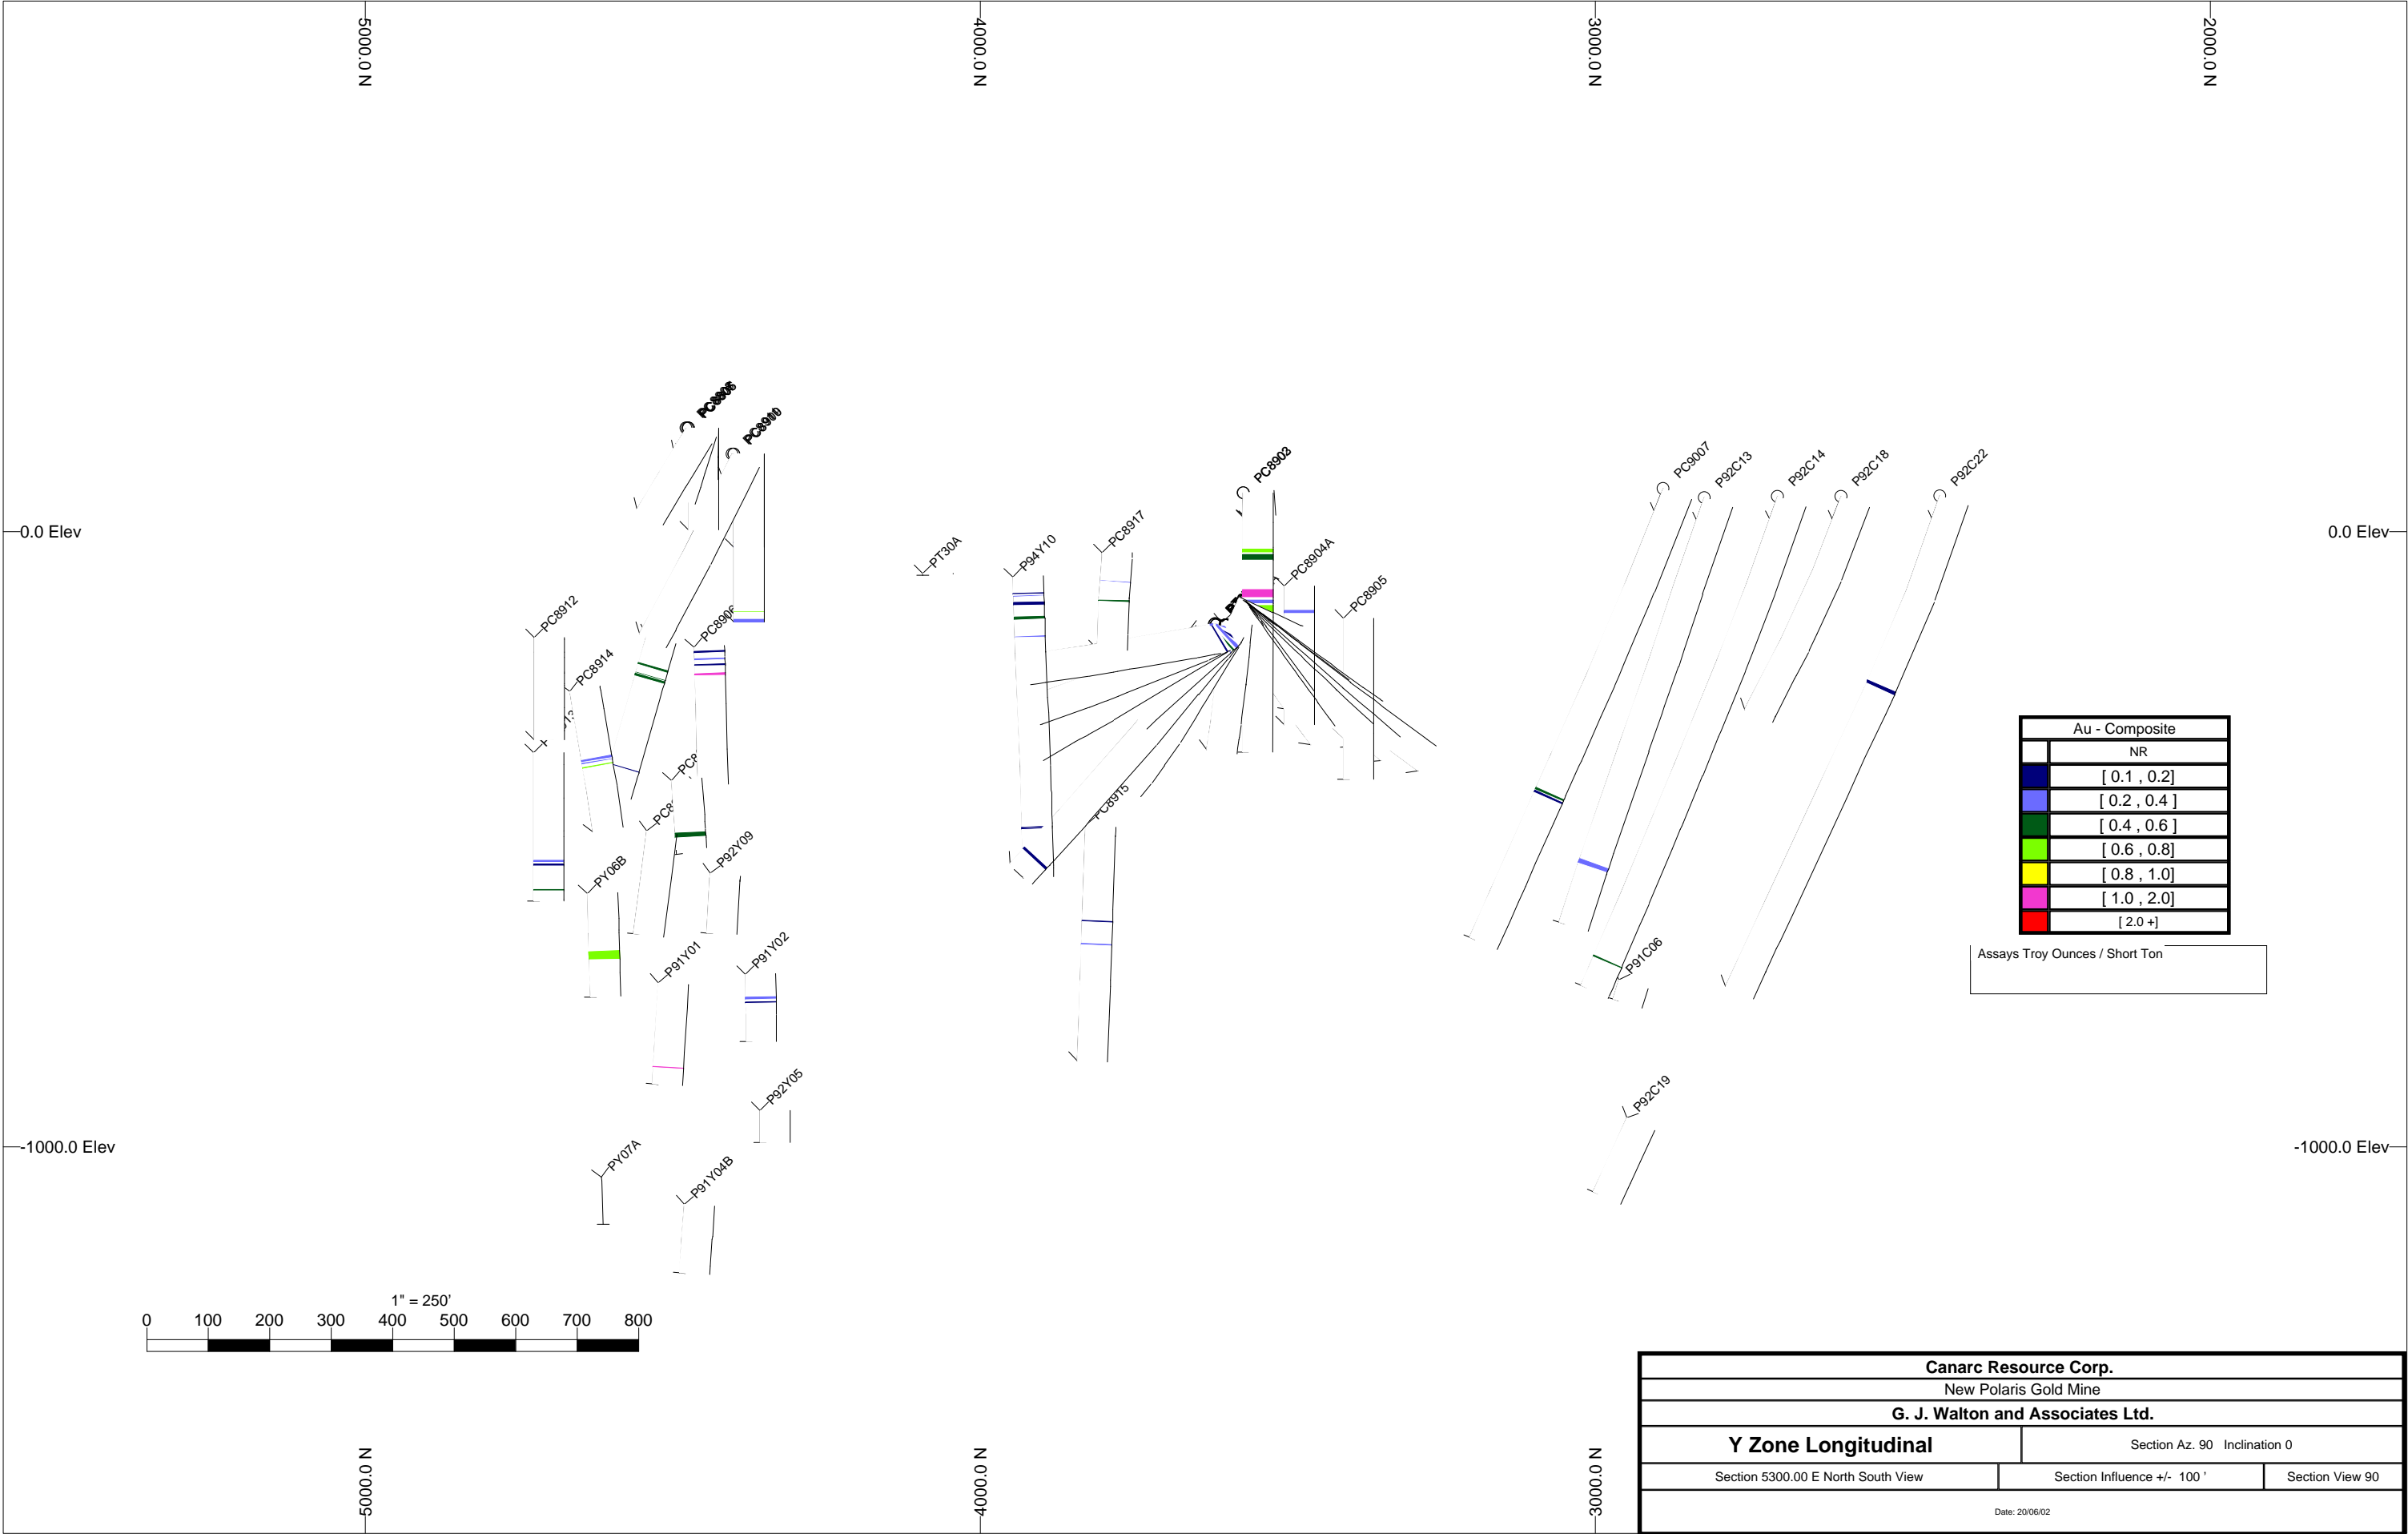 5000.0 N
4000.0 N
3000.0 N
2000.0 N
PC8911
PC8903
PC9007
P92C13
P92C14
P92C18
P92C22
0.0 Elev
0.0 Elev
PT30A
P94Y10
PC8917
PC8904A
PC8905
PC8912
PC8906
PC8914
PC8
PC8
PC8915
P92Y09
PY06B
P91Y01
P91Y02
P91C06
P92Y05
P92C19
-1000.0 Elev
-1000.0 Elev
PY07A
P91Y04B
Au - Composite
NR
[ 0.1 , 0.2]
[ 0.2 , 0.4 ]
[ 0.4 , 0.6 ]
[ 0.6 , 0.8]
[ 0.8 , 1.0]
[ 1.0 , 2.0]
[ 2.0 +]
Assays Troy Ounces / Short Ton
1" = 250'
0 100 200 300 400 500 600 700 800
5000.0 N
4000.0 N
3000.0 N
Canarc Resource Corp.
New Polaris Gold Mine
G. J. Walton and Associates Ltd.
Y Zone Longitudinal
Section Az. 90 Inclination 0
Section 5300.00 E North South View
Section Influence +/- 100 '
Section View 90
Date: 20/06/02